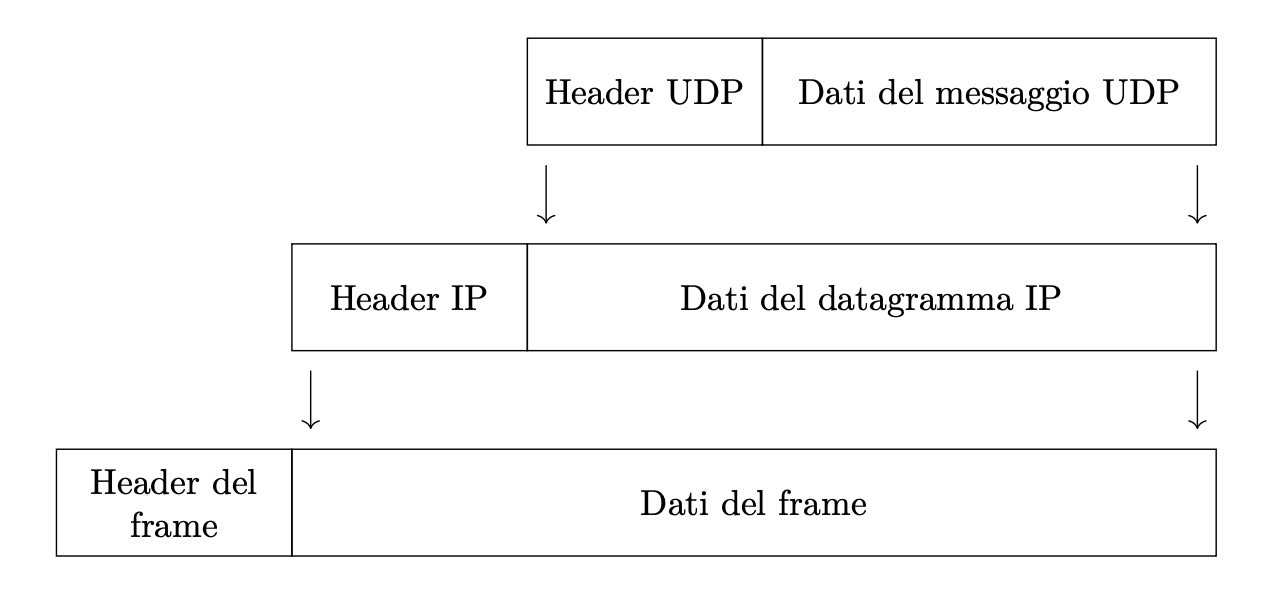 Header UDP
Dati del messaggio UDP
Header IP
Dati del datagramma IP
Header del
frame
Dati del frame